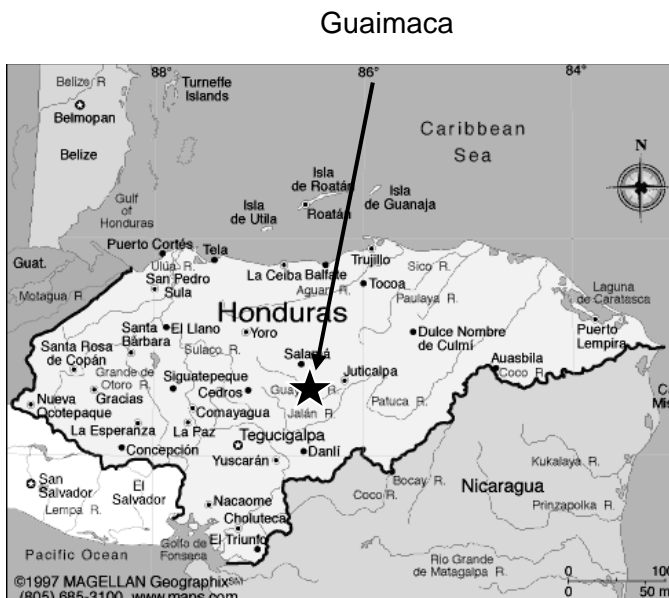 Guaimaca
88°
86°
84°
Belize R.
Turneffe
Islands
Belmopan
Belize
Caribbean
Sea
N
Isla
de Roatán
Isla
de Guanaja
Gulf
of
Honduras
Isla
de Utila
Roatán
Puerto Cortés
Tela
Trujillo
Guat.
Ulúa R.
La Ceiba
Balfate
Sico R.
Motagua R.
San Pedro
Sula
Aguan
Tocoa
Paulaya R.
Laguna
de Caratasca
Honduras
Santa
Bárbara
El Llano
Yoro
Dulce Nombre
de Culmí
Puerto
Lempira
Santa Rosa
de Copán
Sulaco R.
Auasbila
Grande de
Otoro R.
Siguatepeque
Juticalpa
Coco R.
Gracias
Cedros
Patuca R.
Nueva
Ocotepeque
Comayagua
Jalán R.
La Esperanza
La Paz
Tegucigalpa
Concepción
Yuscarán
Danlí
Kukalaya R.
San
Salvador
El
Salvador
Bocay R.
Nicaragua
Lempa R.
Nacaome
Coco R.
Prinzapolka R.
Choluteca
Golfo de
Fonseca
El Triunfo
Pacific Ocean
Rio Grande
de Matagalpa R.
0
100
0
50 m
©1997 MAGELLAN Geographix℠
(805) 685-3100 www.maps.com